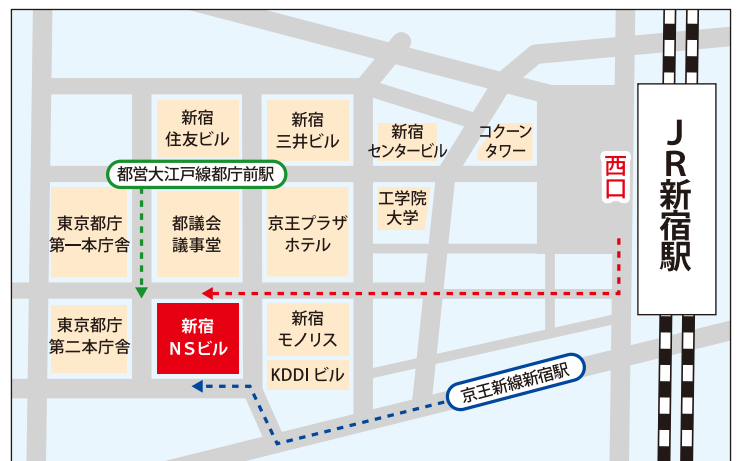 新宿
住友ビル
新宿
三井ビル
新宿
センタービル
コクーン
タワー
JR新宿駅
西口
都営大江戸線都庁前駅
東京都庁
第一本庁舎
都議会
議事堂
京王プラザ
ホテル
工学院
大学
東京都庁
第二本庁舎
新宿
NSビル
新宿
モノリス
KDDIビル
京王新線新宿駅